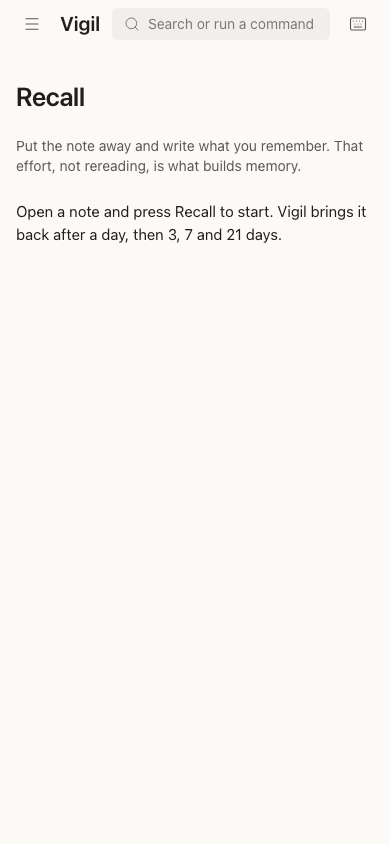 Vigil
Search or run a command
Recall
Put the note away and write what you remember. That
effort, not rereading, is what builds memory.
Open a note and press Recall to start. Vigil brings it
back after a day, then 3, 7 and 21 days.